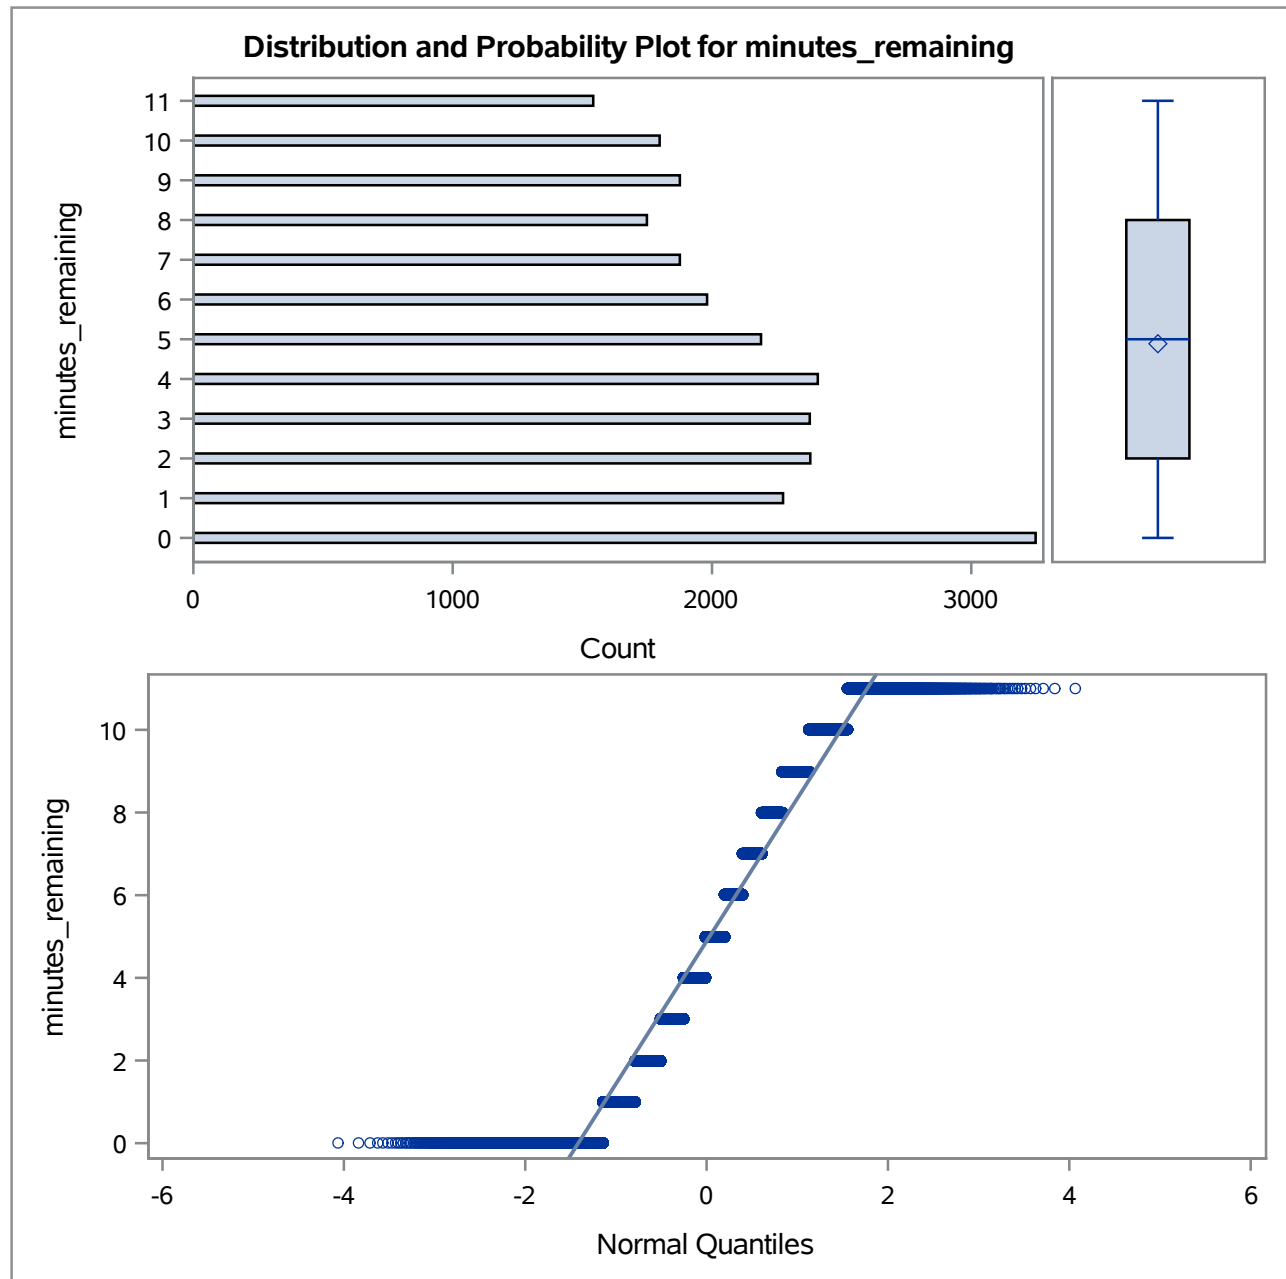 Distribution and Probability Plot for minutes_remaining
minutes_remaining
11
10
9
8
7
6
5
4
3
2
1
0
0 1000 2000 3000
Count
minutes_remaining
10
8
6
4
2
0
-6 -4 -2 0 2 4 6
Normal Quantiles